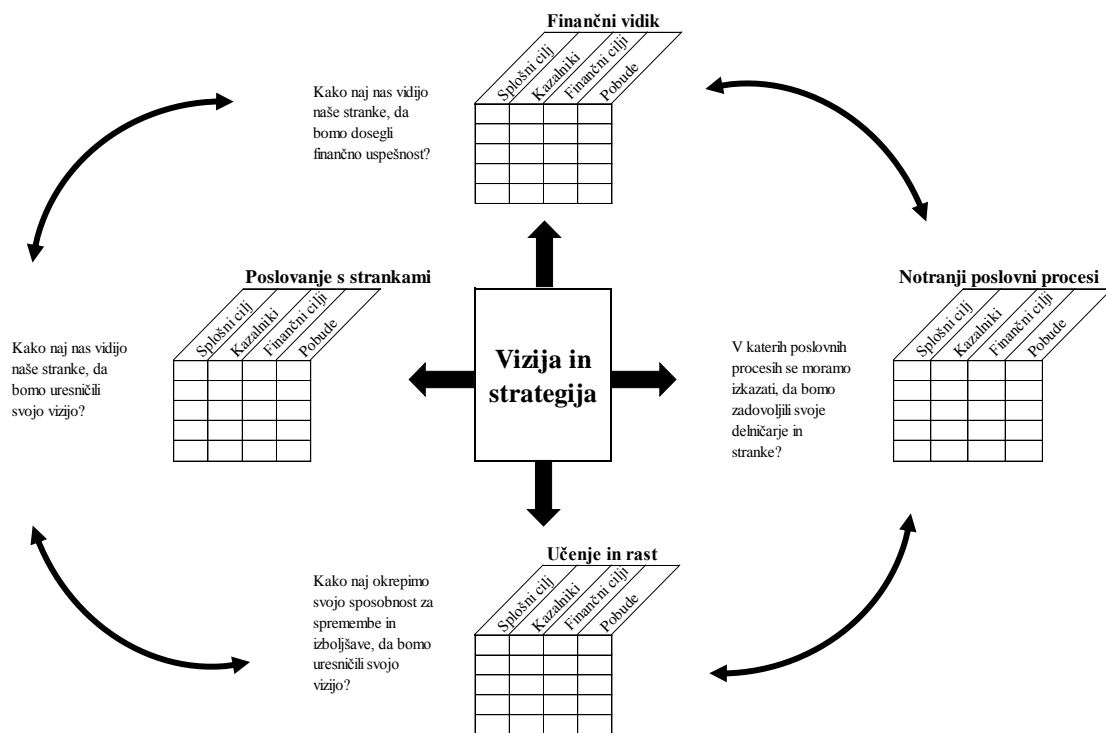 Finančni vidik
Splošni cilj
Kazalniki
Finančni cilji
Pobude
Kako naj nas vidijo
naše stranke, da
bomo dosegli
finančno uspešnost?
Poslovanje s strankami
Splošni cilj
Kazalniki
Finančni cilji
Pobude
Kako naj nas vidijo
naše stranke, da
bomo uresničili
svojo vizijo?
Vizija in
strategija
Notranji poslovni procesi
Splošni cilj
Kazalniki
Finančni cilji
Pobude
V katerih poslovnih
procesih se moramo
izkazati, da bomo
zadovoljili svoje
delničarje in
stranke?
Učenje in rast
Splošni cilj
Kazalniki
Finančni cilji
Pobude
Kako naj okrepimo
svojo sposobnost za
spremembe in
izboljšave, da bomo
uresničili svojo
vizijo?